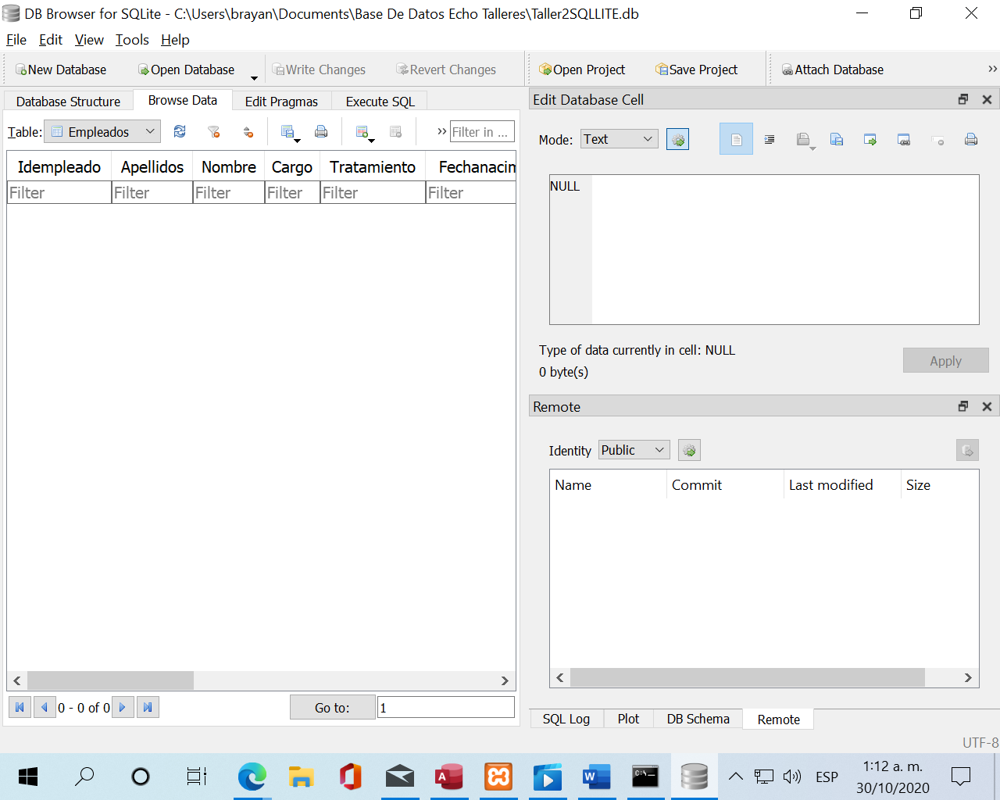 DB Browser for SQLite - C:\Users\brayan\Documents\Base De Datos Echo Talleres\Taller2SQLLITE.db
File Edit View Tools Help
New Database Open Database Write Changes Revert Changes Open Project Save Project Attach Database »
Database Structure Browse Data Edit Pragmas Execute SQL
Table: Empleados » Filter in ...
Idempleado Apellidos Nombre Cargo Tratamiento Fechanacim
Filter Filter Filter Filter Filter Filter
0 - 0 of 0 Go to: 1
Edit Database Cell
Mode: Text
NULL
Type of data currently in cell: NULL
0 byte(s)
Apply
Remote
Identity Public
Name Commit Last modified Size
SQL Log Plot DB Schema Remote
UTF-8
ESP
1:12 a. m.
30/10/2020